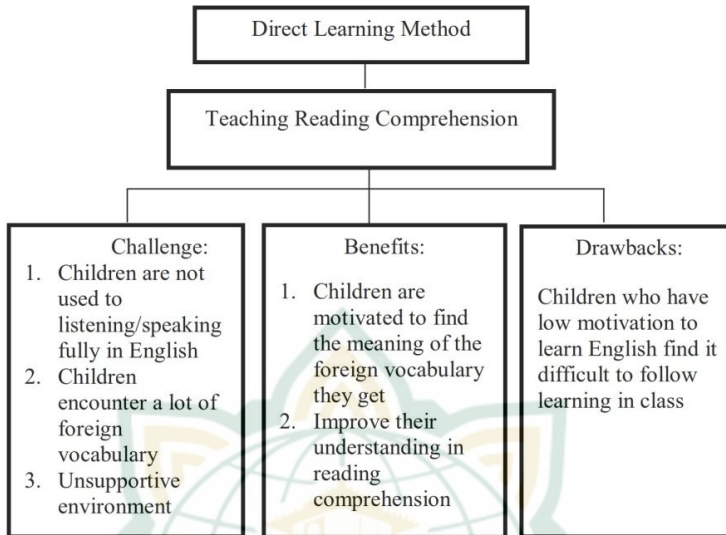 Direct Learning Method
Teaching Reading Comprehension
Challenge:
1. Children are not
used to
listening/speaking
fully in English
2. Children
encounter a lot of
foreign
vocabulary
3. Unsupportive
environment
Benefits:
1. Children are
motivated to find
the meaning of the
foreign vocabulary
they get
2. Improve their
understanding in
reading
comprehension
Drawbacks:
Children who have
low motivation to
learn English find it
difficult to follow
learning in class